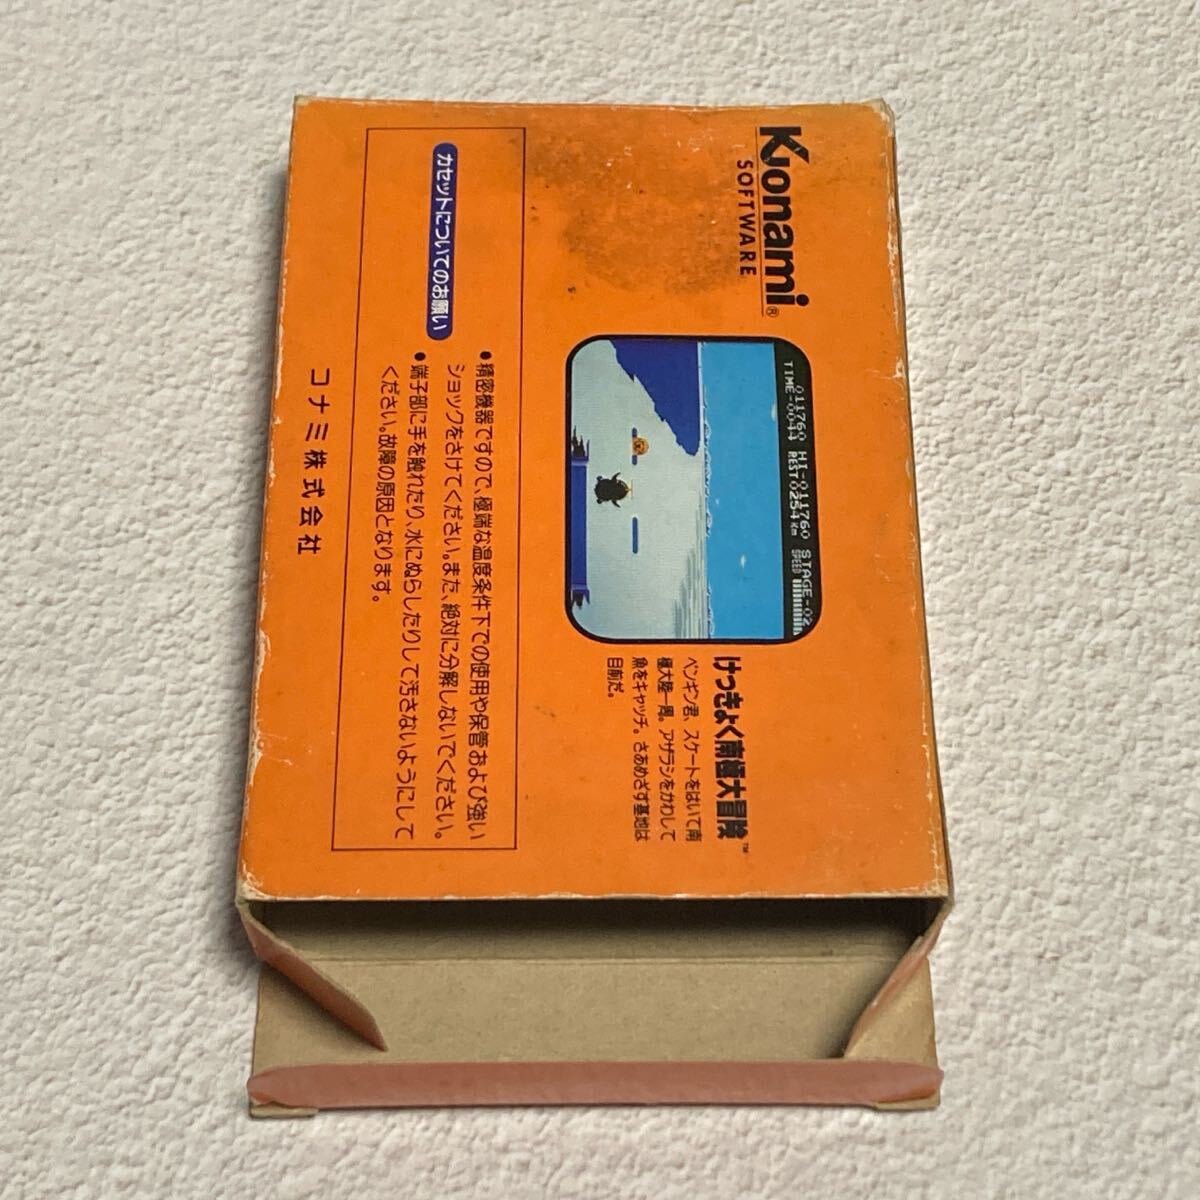 Konami®
SOFTWARE
011760 HI-011760 STAGE-02
TIME-0044 REST0254Km SPEED
けっきょく南極大冒険™
ペンギン君、スケートをはいて南
極大陸一周。アザラシをかわして
魚をキャッチ。さあめざす基地は
目前だ。
カセットについてのお願い
●精密機器ですので、極端な温度条件下での使用や保管および強い
ショックをさけてください。また、絶対に分解しないでください。
●端子部に手を触れたり、水にぬらしたりして汚さないようにして
ください。故障の原因となります。
コナミ株式会社